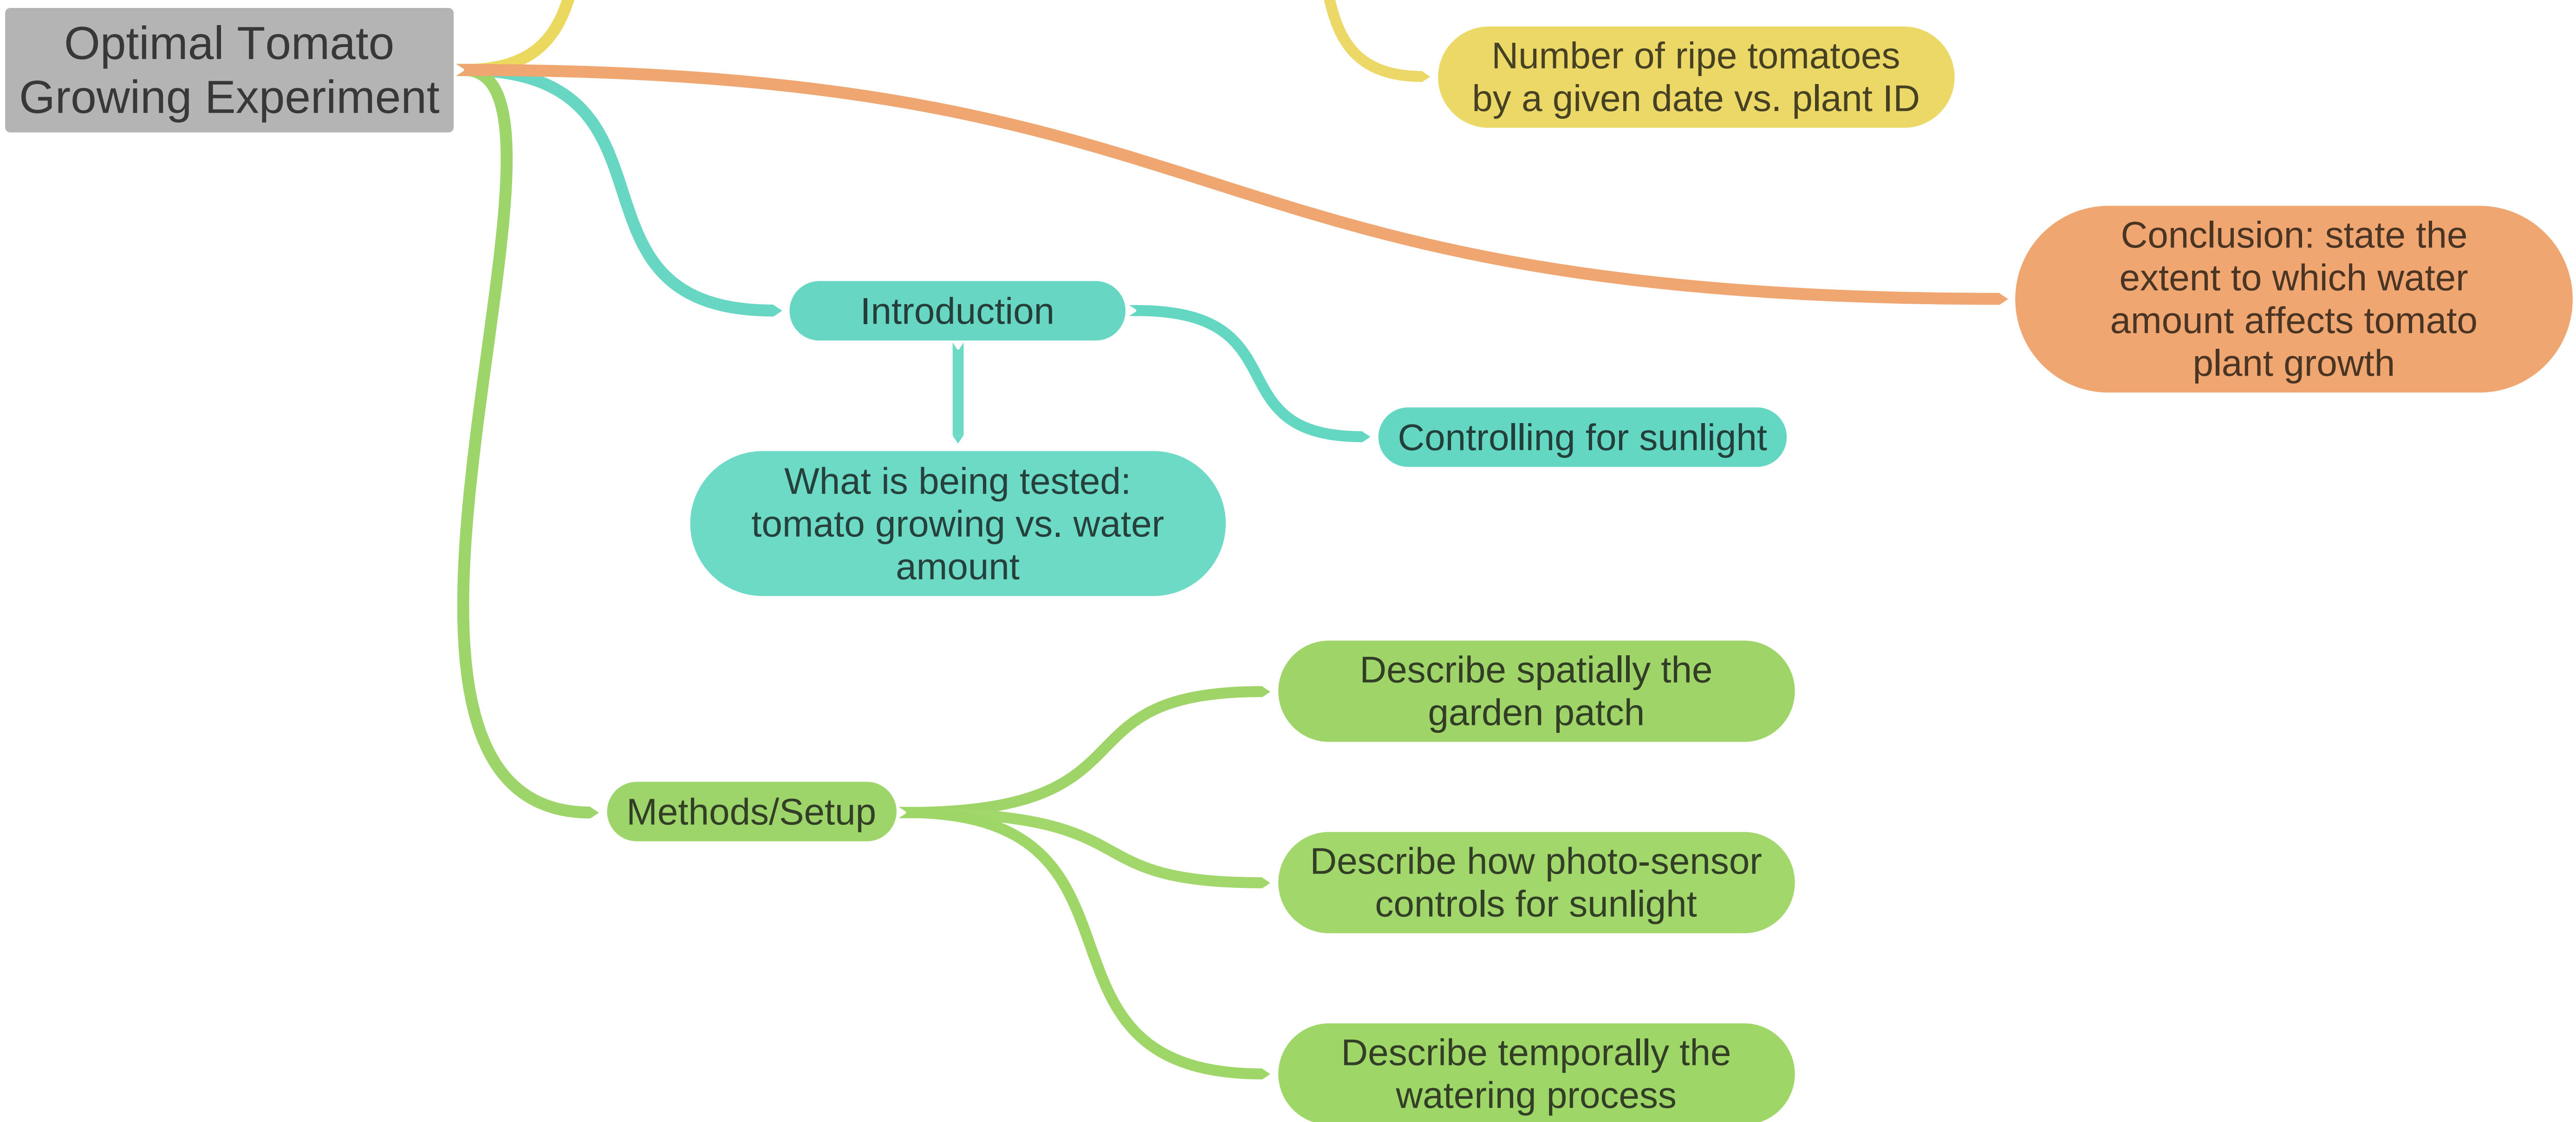 Optimal Tomato
Growing Experiment
Number of ripe tomatoes
by a given date vs. plant ID
Conclusion: state the
extent to which water
amount affects tomato
plant growth
Introduction
Controlling for sunlight
What is being tested:
tomato growing vs. water
amount
Describe spatially the
garden patch
Methods/Setup
Describe how photo-sensor
controls for sunlight
Describe temporally the
watering process